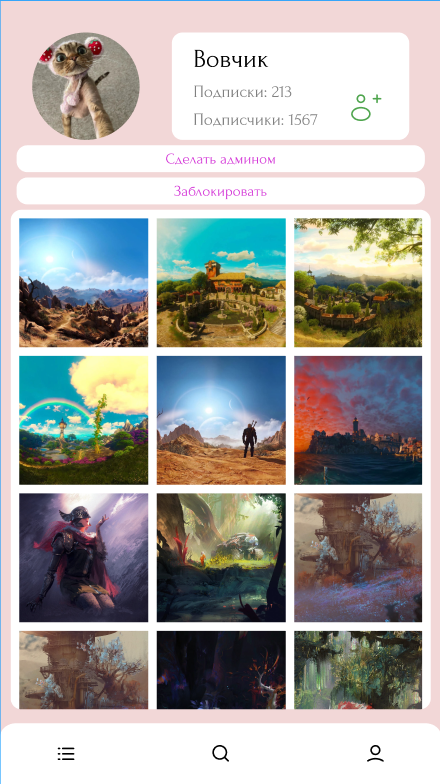 Вовчик
Подписки: 213
Подписчики: 1567
Сделать админом
Заблокировать